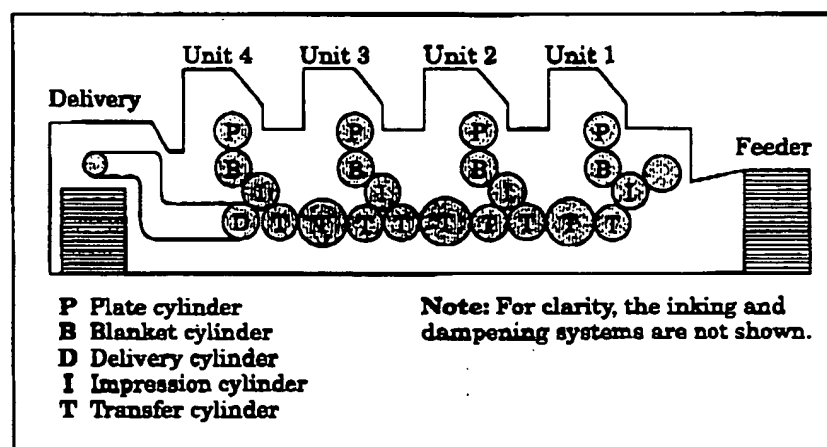 Unit 4 Unit 3 Unit 2 Unit 1
Delivery
Feeder
P P P P
B B B B
I I I I
D T T T T T T T T
P Plate cylinder
B Blanket cylinder
D Delivery cylinder
I Impression cylinder
T Transfer cylinder
Note: For clarity, the inking and
dampening systems are not shown.